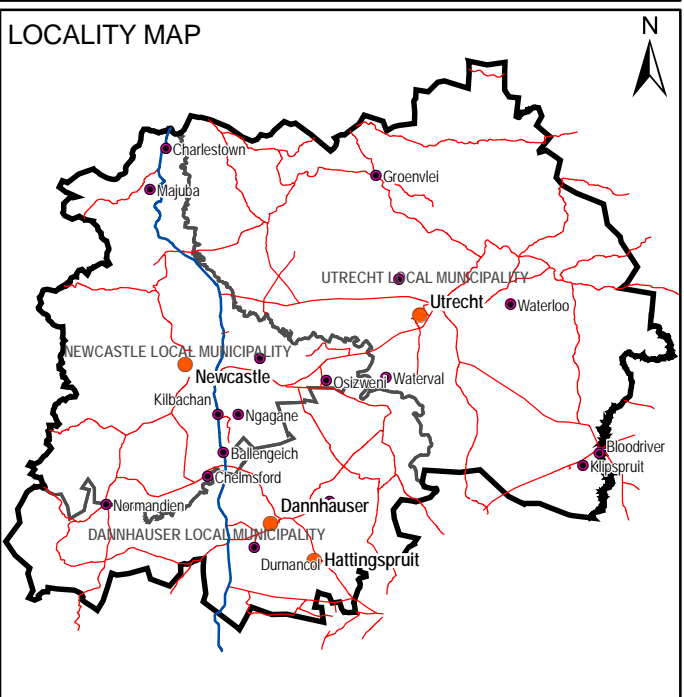 LOCALITY MAP
N
Charlestown
Groenvlei
Majuba
UTRECHT LOCAL MUNICIPALITY
Utrecht
Waterloo
NEWCASTLE LOCAL MUNICIPALITY
Newcastle
Osizweni
Waterval
Kilbachan
Ngagane
Ballengeich
Bloodriver
Klipspruit
Chelmsford
Normandien
Dannhauser
DANNHAUSER LOCAL MUNICIPALITY
Durnancol
Hattingspruit